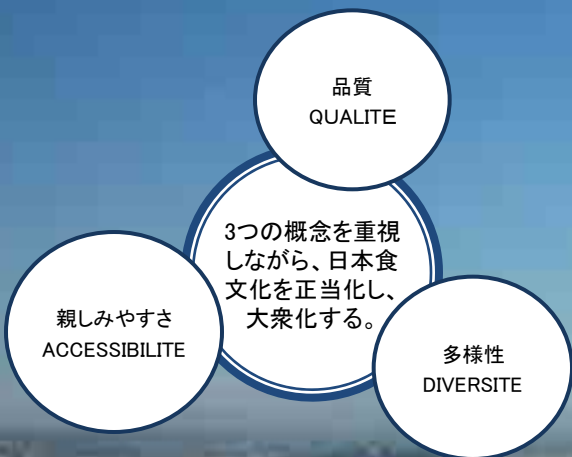 品質
QUALITE
3つの概念を重視
しながら、日本食
文化を正当化し、
大衆化する。
親しみやすさ
ACCESSIBILITE
多様性
DIVERSITE